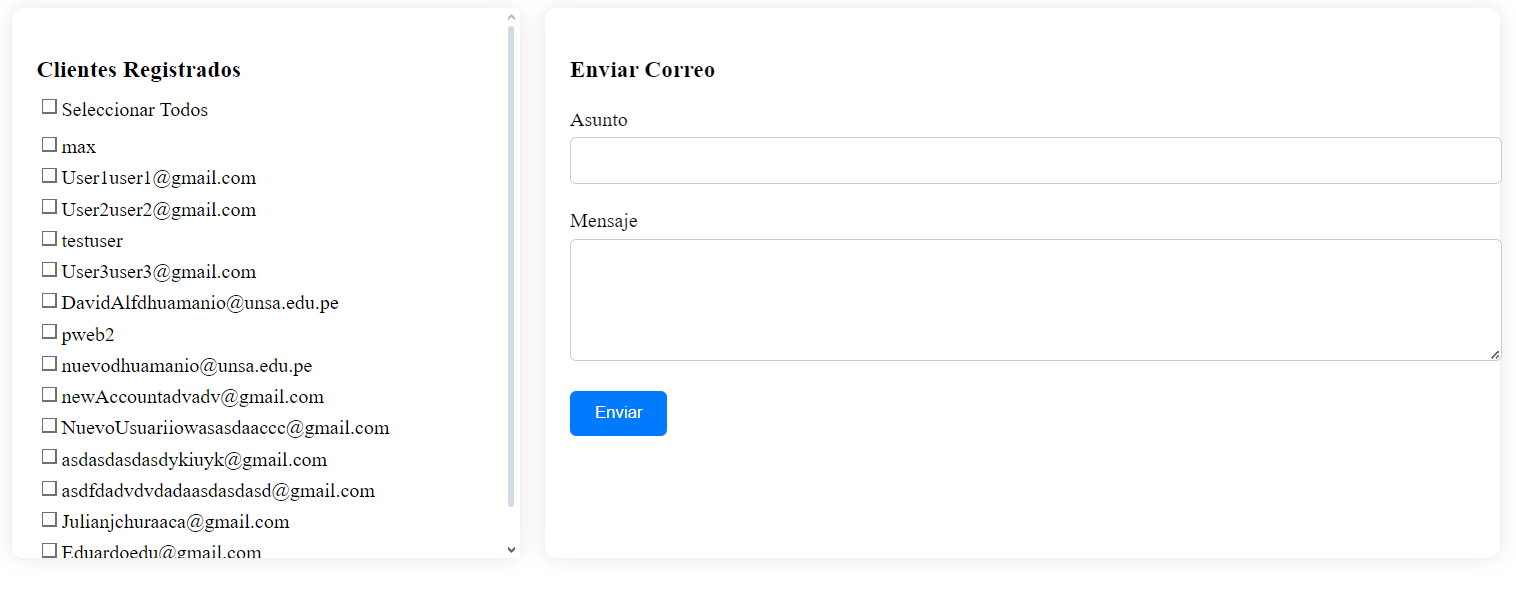 Clientes Registrados
Seleccionar Todos
max
User1user1@gmail.com
User2user2@gmail.com
testuser
User3user3@gmail.com
DavidAlfdhuamanio@unsa.edu.pe
pweb2
nuevodhuamanio@unsa.edu.pe
newAccountadvadv@gmail.com
NuevoUsuariiowasasdaaccc@gmail.com
asdasdasdasdykiuyk@gmail.com
asdfdadvdvdadaasdasdasd@gmail.com
Julianjchuraaca@gmail.com
Eduardoedu@gmail.com
Enviar Correo
Asunto
Mensaje
Enviar